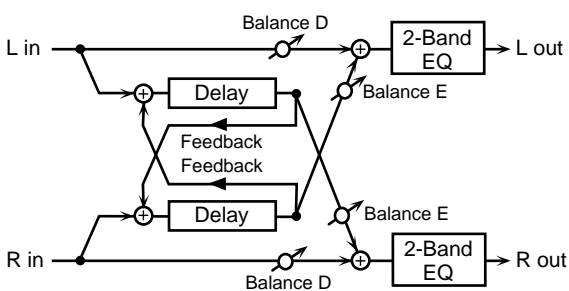 Balance D
L in
2-Band
EQ
L out
Delay
Balance E
Feedback
Feedback
Delay
Balance E
R in
2-Band
EQ
R out
Balance D